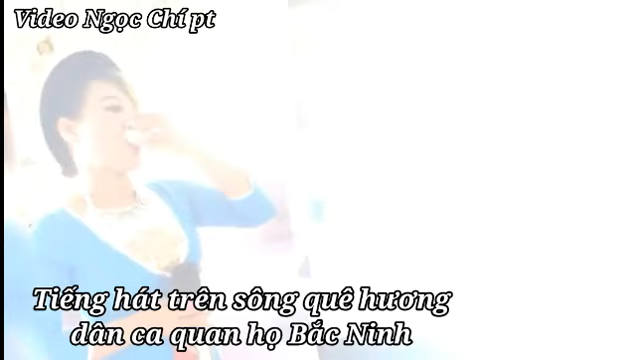 Video Ngọc Chí pt
Tiếng hát trên sông quê hương
dân ca quan họ Bắc Ninh